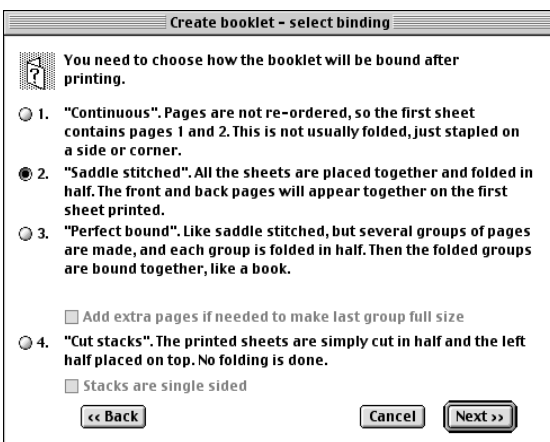 Create booklet - select binding
You need to choose how the booklet will be bound after
printing.
1. "Continuous". Pages are not re-ordered, so the first sheet
contains pages 1 and 2. This is not usually folded, just stapled on
a side or corner.
2. "Saddle stitched". All the sheets are placed together and folded in
half. The front and back pages will appear together on the first
sheet printed.
3. "Perfect bound". Like saddle stitched, but several groups of pages
are made, and each group is folded in half. Then the folded groups
are bound together, like a book.
Add extra pages if needed to make last group full size
4. "Cut stacks". The printed sheets are simply cut in half and the left
half placed on top. No folding is done.
Stacks are single sided
<< Back Cancel Next >>